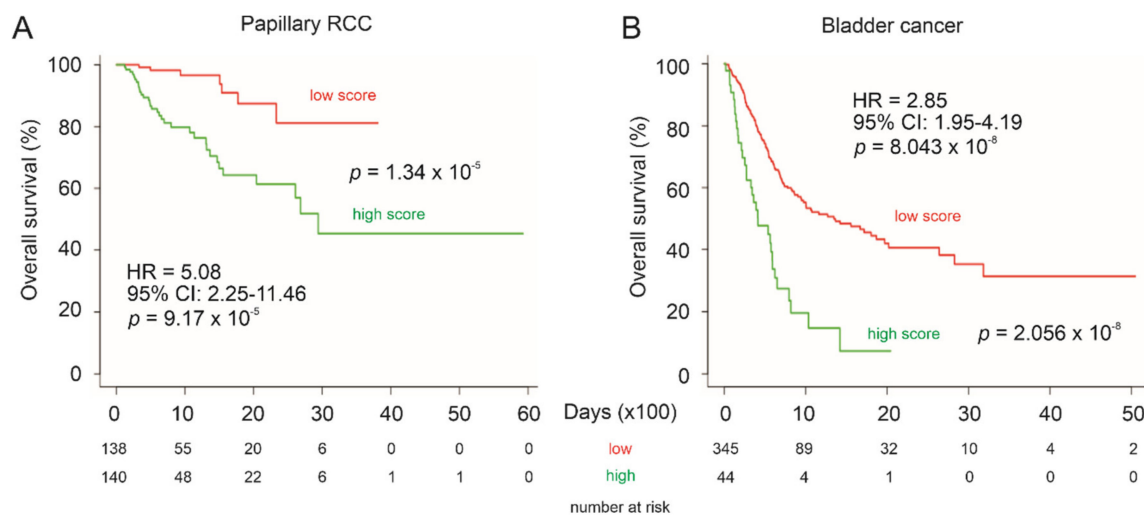 A
Papillary RCC
Overall survival (%)
100
80
60
40
20
0
low score
p = 1.34 x 10⁻⁵
high score
HR = 5.08
95% CI: 2.25-11.46
p = 9.17 x 10⁻⁵
0 10 20 30 40 50 60
B
Bladder cancer
Overall survival (%)
100
80
60
40
20
0
HR = 2.85
95% CI: 1.95-4.19
p = 8.043 x 10⁻⁸
low score
high score
p = 2.056 x 10⁻⁸
0 10 20 30 40 50
Days (x100)
138 55 20 6 0 0 0 low 345 89 32 10 4 2
140 48 22 6 1 1 0 high 44 4 1 0 0 0
number at risk